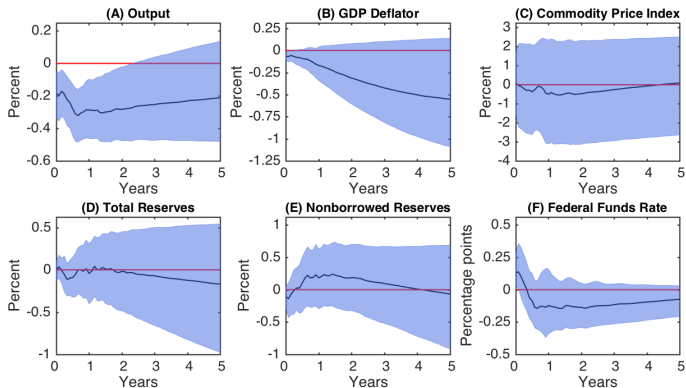 (A) Output
(B) GDP Deflator
(C) Commodity Price Index
Percent
0.2
0
-0.2
-0.4
-0.6
0 1 2 3 4 5
Years
Percent
0.25
0
-0.25
-0.5
-0.75
-1
-1.25
0 1 2 3 4 5
Years
Percent
3
2
1
0
-1
-2
-3
-4
0 1 2 3 4 5
Years
(D) Total Reserves
(E) Nonborrowed Reserves
(F) Federal Funds Rate
Percent
0.5
0
-0.5
-1
0 1 2 3 4 5
Years
Percent
1
0.5
0
-0.5
-1
0 1 2 3 4 5
Years
Percentage points
0.5
0.25
0
-0.25
-0.5
0 1 2 3 4 5
Years